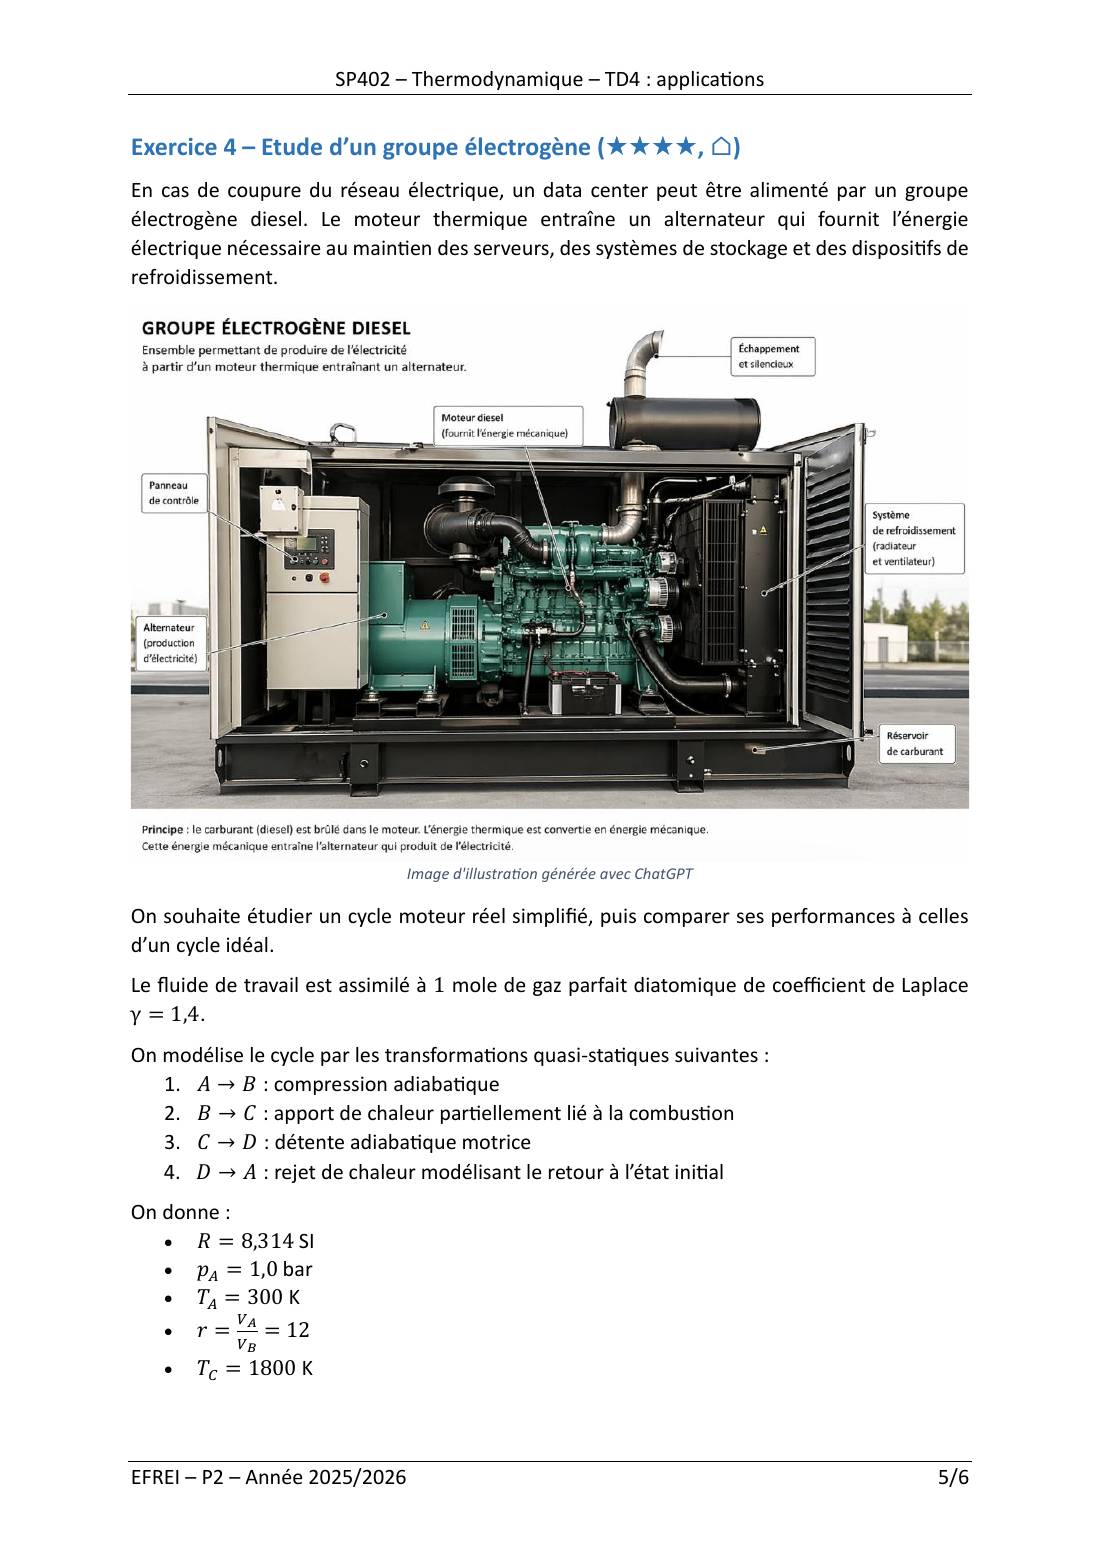 SP402 – Thermodynamique – TD4 : applications
Exercice 4 – Etude d’un groupe électrogène (★★★★, ⌂)
En cas de coupure du réseau électrique, un data center peut être alimenté par un groupe
électrogène diesel. Le moteur thermique entraîne un alternateur qui fournit l’énergie
électrique nécessaire au maintien des serveurs, des systèmes de stockage et des dispositifs de
refroidissement.
GROUPE ÉLECTROGÈNE DIESEL
Ensemble permettant de produire de l’électricité
à partir d’un moteur thermique entraînant un alternateur.
Échappement
et silencieux
Moteur diesel
(fournit l’énergie mécanique)
Panneau
de contrôle
Système
de refroidissement
(radiateur
et ventilateur)
Alternateur
(production
d’électricité)
Réservoir
de carburant
Principe : le carburant (diesel) est brûlé dans le moteur. L’énergie thermique est convertie en énergie mécanique.
Cette énergie mécanique entraîne l’alternateur qui produit de l’électricité.
Image d'illustration générée avec ChatGPT
On souhaite étudier un cycle moteur réel simplifié, puis comparer ses performances à celles
d’un cycle idéal.
Le fluide de travail est assimilé à 1 mole de gaz parfait diatomique de coefficient de Laplace
γ = 1,4.
On modélise le cycle par les transformations quasi-statiques suivantes :
1. A → B : compression adiabatique
2. B → C : apport de chaleur partiellement lié à la combustion
3. C → D : détente adiabatique motrice
4. D → A : rejet de chaleur modélisant le retour à l’état initial
On donne :
• R = 8,314 SI
• p_A = 1,0 bar
• T_A = 300 K
• r = V_A/V_B = 12
• T_C = 1800 K
EFREI – P2 – Année 2025/2026 5/6